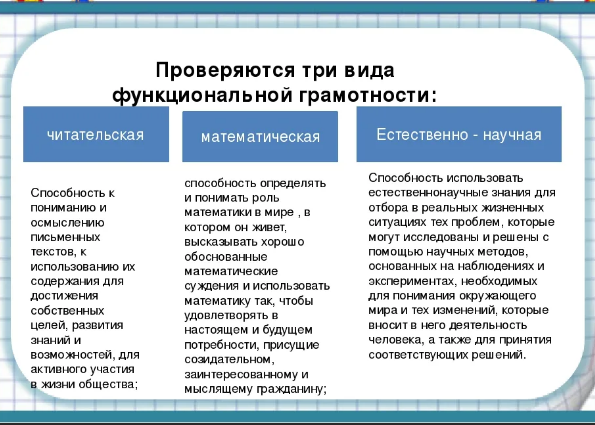 Проверяются три вида
функциональной грамотности:
читательская
Способность к
пониманию и
осмыслению
письменных
текстов, к
использованию их
содержания для
достижения
собственных
целей, развития
знаний и
возможностей, для
активного участия
в жизни общества;
математическая
способность определять
и понимать роль
математики в мире , в
котором он живет,
высказывать хорошо
обоснованные
математические
суждения и использовать
математику так, чтобы
удовлетворять в
настоящем и будущем
потребности, присущие
созидательному,
заинтересованному и
мыслящему гражданину;
Естественно - научная
Способность использовать
естественнонаучные знания для
отбора в реальных жизненных
ситуациях тех проблем, которые
могут исследованы и решены с
помощью научных методов,
основанных на наблюдениях и
экспериментах, необходимых
для понимания окружающего
мира и тех изменений, которые
вносит в него деятельность
человека, а также для принятия
соответствующих решений.